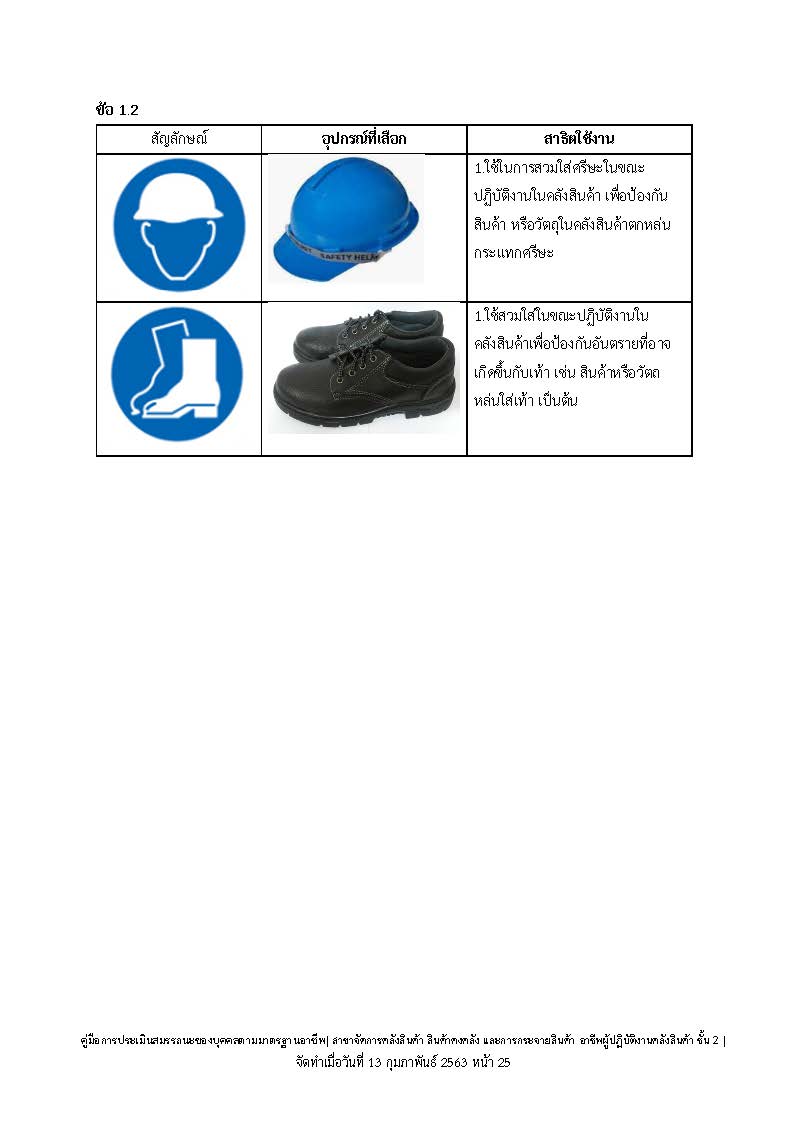 ข้อ 1.2
สัญลักษณ์
อุปกรณ์ที่เลือก
สาธิตใช้งาน
1.ใช้ในการสวมใส่ศรีษะในขณะ
ปฏิบัติงานในคลังสินค้า เพื่อป้องกัน
สินค้า หรือวัตถุในคลังสินค้าตกหล่น
กระแทกศรีษะ
SAFETY HELM
1.ใช้สวมใส่ในขณะปฏิบัติงานใน
คลังสินค้าเพื่อป้องกันอันตรายที่อาจ
เกิดขึ้นกับเท้า เช่น สินค้าหรือวัตถ
หล่นใส่เท้า เป็นต้น
คู่มือการประเมินสมรรถนะของบุคคลตามมาตรฐานอาชีพ| สาขาจัดการคลังสินค้า สินค้าคงคลัง และการกระจายสินค้า อาชีพผู้ปฏิบัติงานคลังสินค้า ชั้น 2 |
จัดทำเมื่อวันที่ 13 กุมภาพันธ์ 2563 หน้า 25